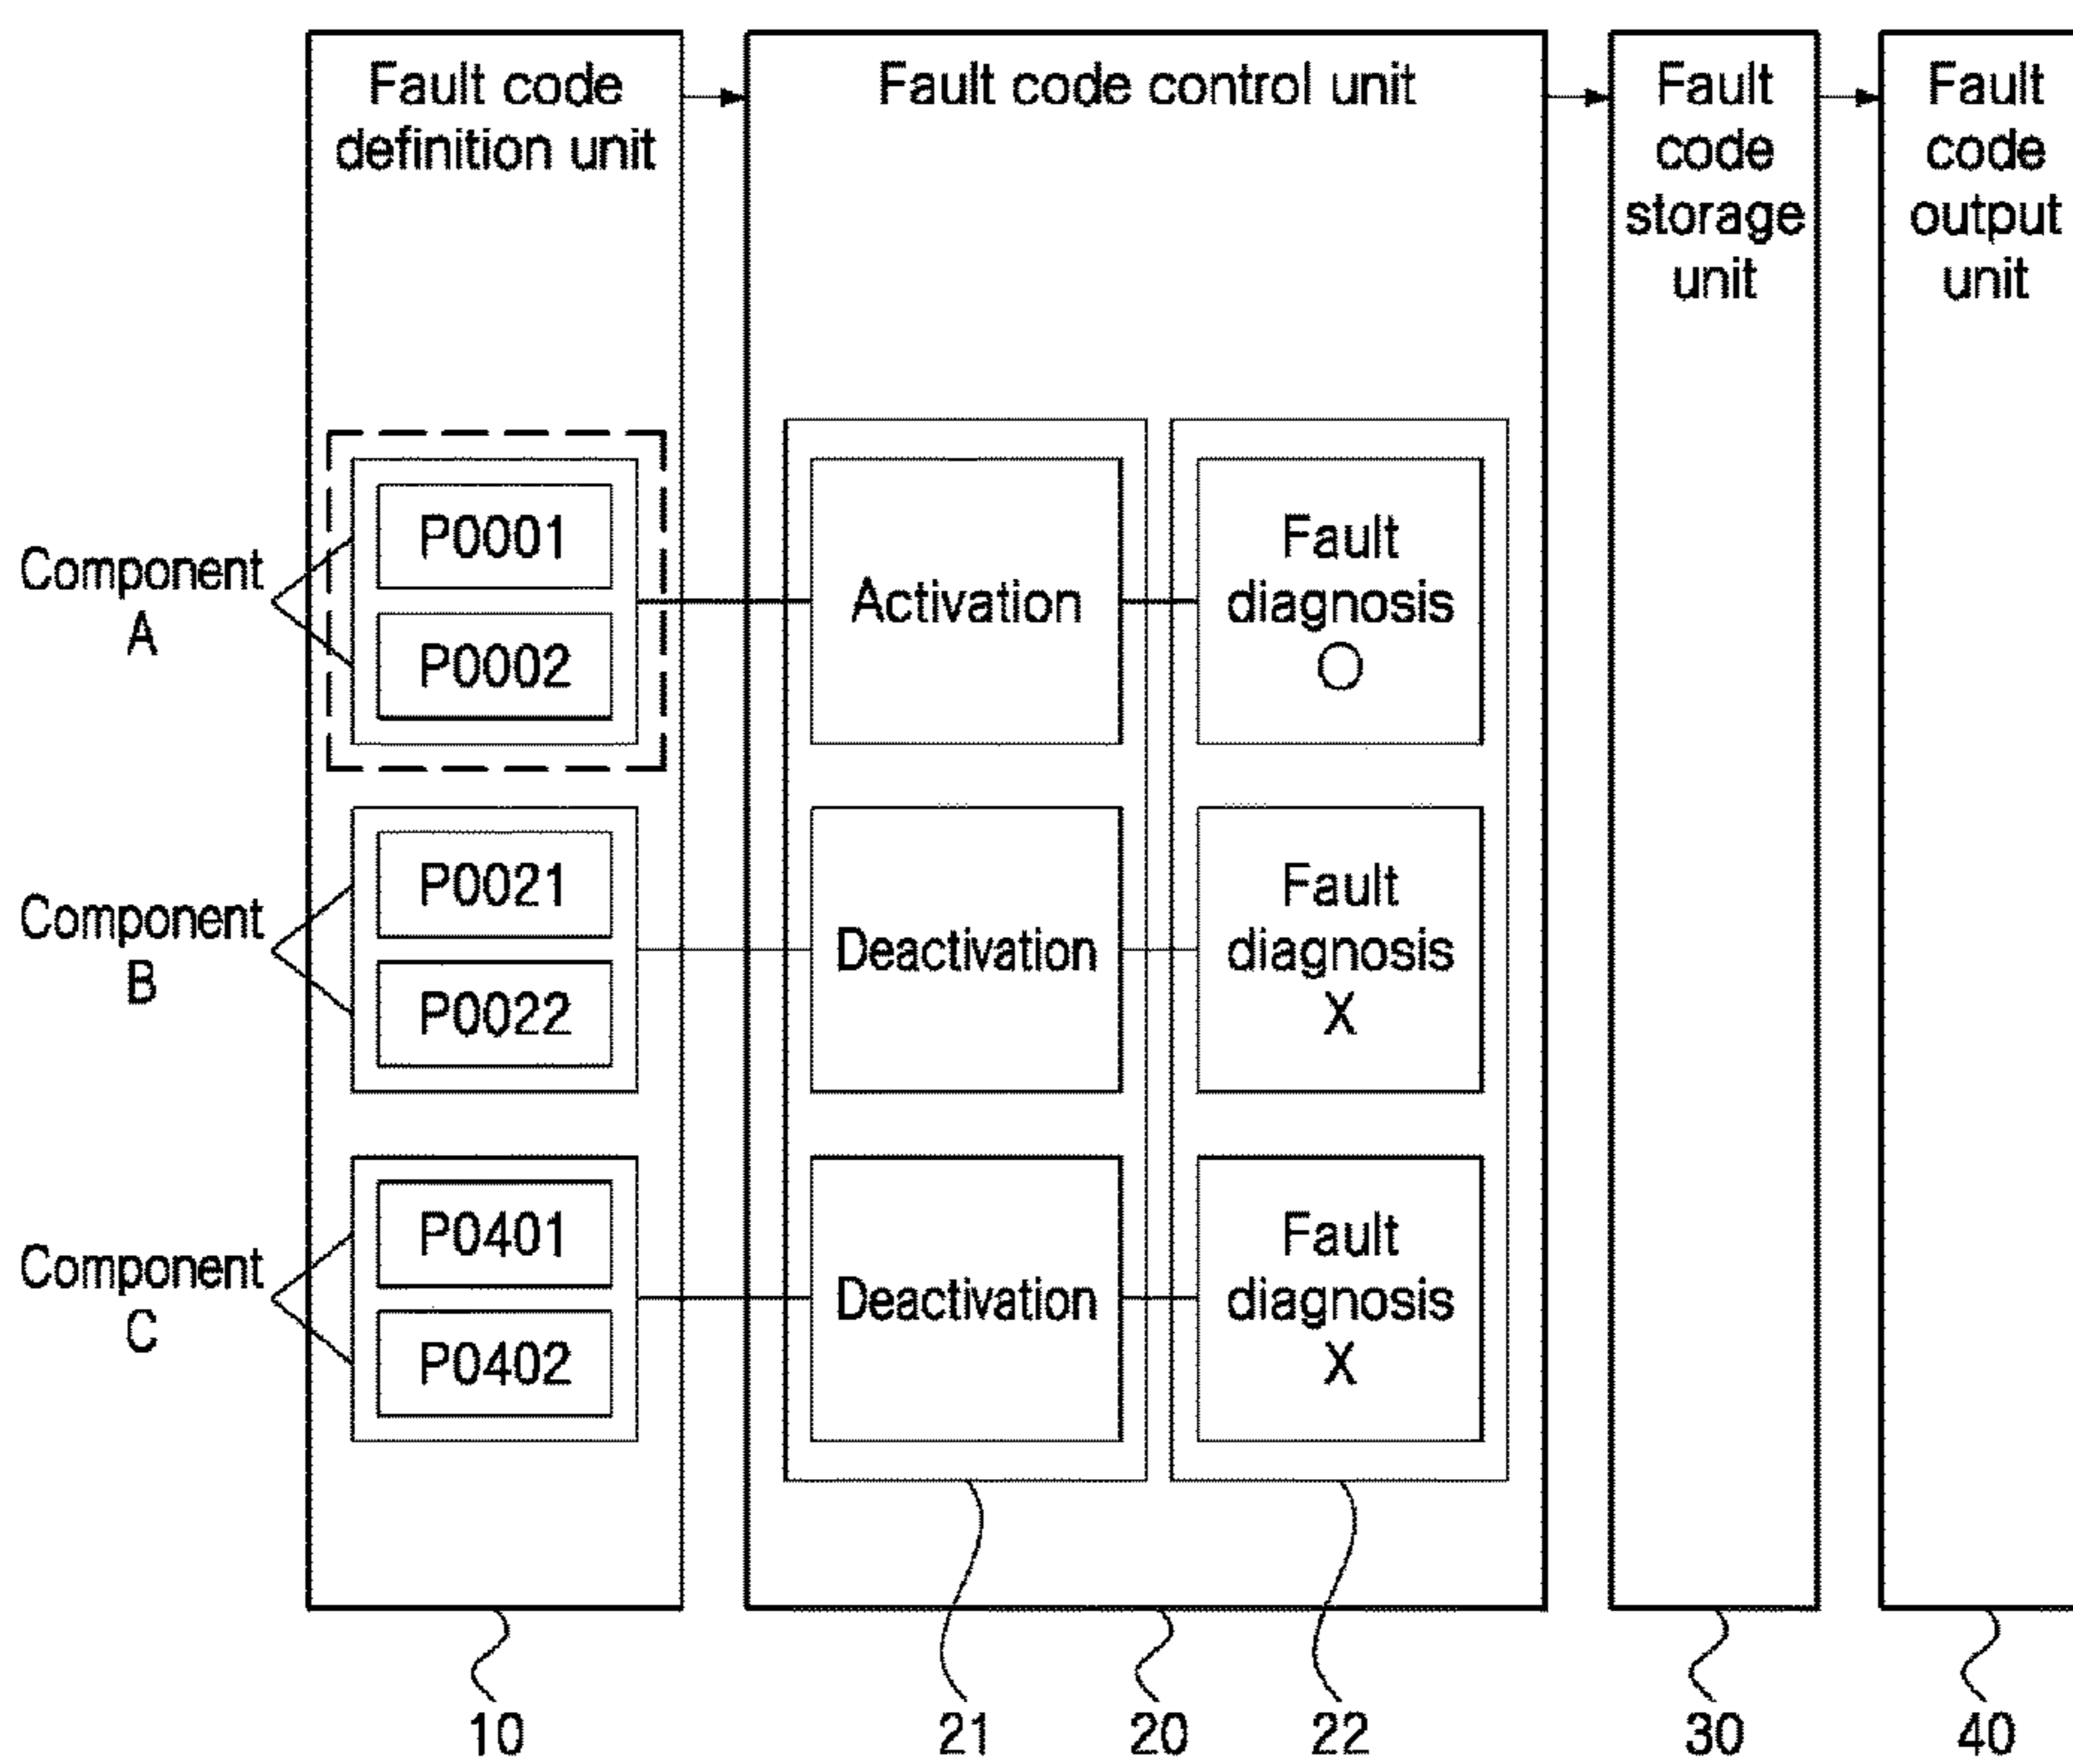 Fault code
definition unit
Fault code control unit
Fault
code
storage
unit
Fault
code
output
unit
Component
A
P0001
P0002
Activation
Fault
diagnosis
○
Component
B
P0021
P0022
Deactivation
Fault
diagnosis
X
Component
C
P0401
P0402
Deactivation
Fault
diagnosis
X
10
21
20
22
30
40